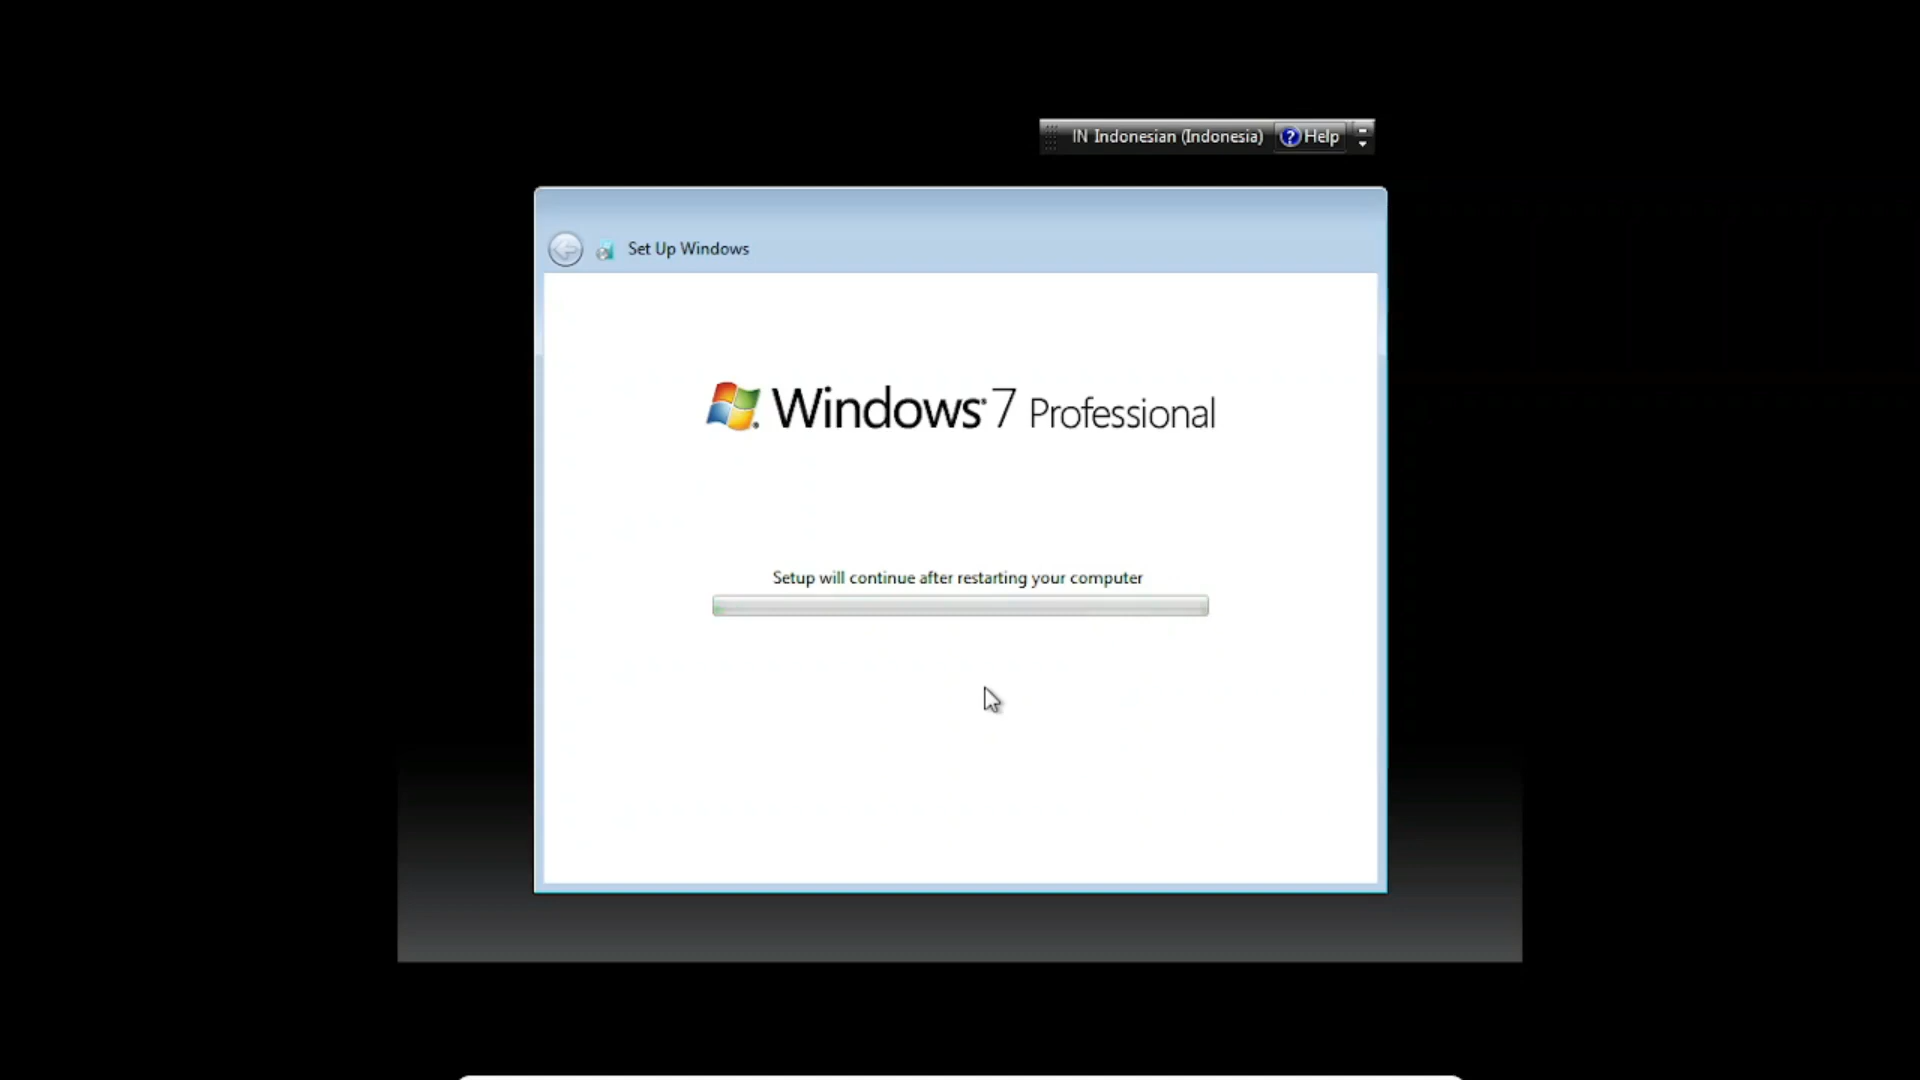 IN Indonesian (Indonesia) Help
Set Up Windows
Windows 7 Professional
Setup will continue after restarting your computer